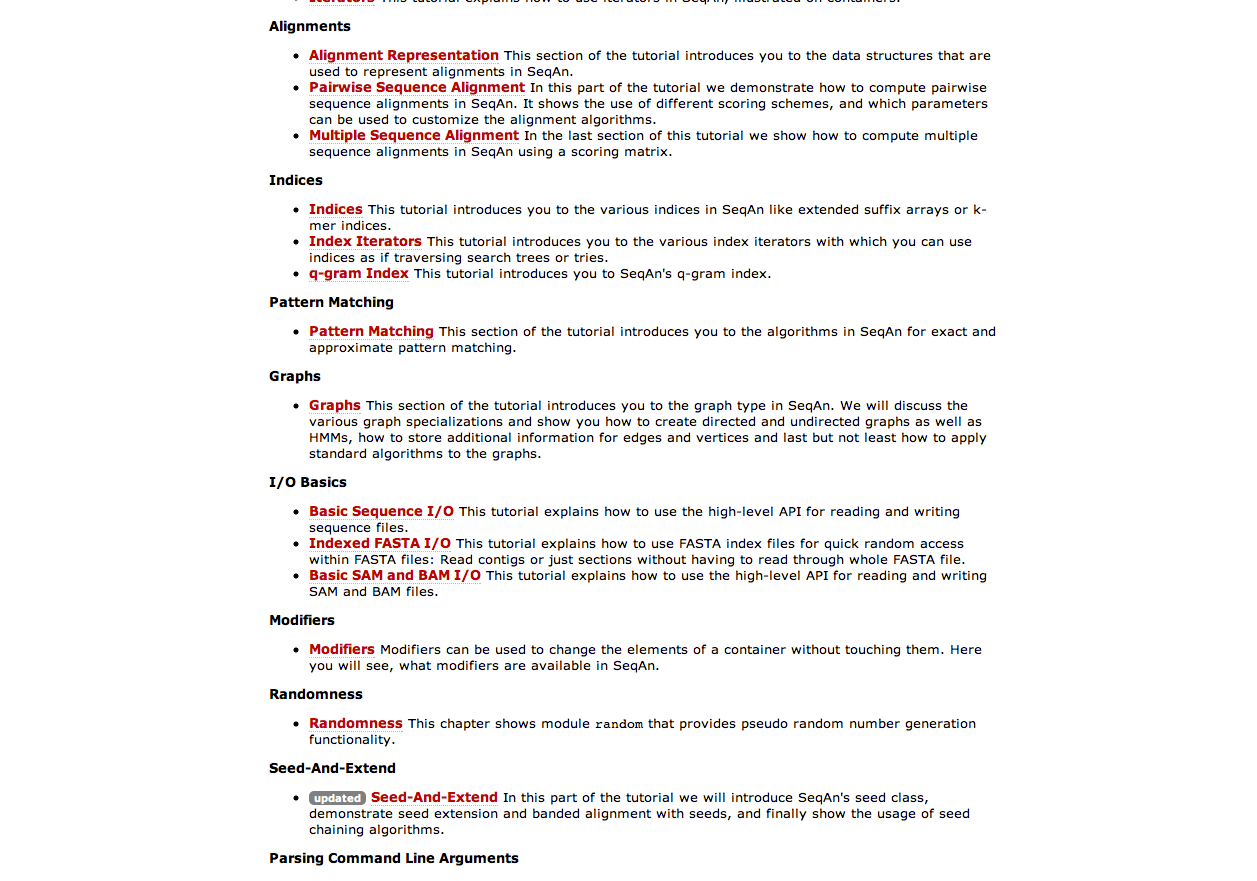 Iterators This tutorial explains how to use iterators in SeqAn, illustrated on containers.
Alignments
Alignment Representation This section of the tutorial introduces you to the data structures that are
used to represent alignments in SeqAn.
Pairwise Sequence Alignment In this part of the tutorial we demonstrate how to compute pairwise
sequence alignments in SeqAn. It shows the use of different scoring schemes, and which parameters
can be used to customize the alignment algorithms.
Multiple Sequence Alignment In the last section of this tutorial we show how to compute multiple
sequence alignments in SeqAn using a scoring matrix.
Indices
Indices This tutorial introduces you to the various indices in SeqAn like extended suffix arrays or k-
mer indices.
Index Iterators This tutorial introduces you to the various index iterators with which you can use
indices as if traversing search trees or tries.
q-gram Index This tutorial introduces you to SeqAn's q-gram index.
Pattern Matching
Pattern Matching This section of the tutorial introduces you to the algorithms in SeqAn for exact and
approximate pattern matching.
Graphs
Graphs This section of the tutorial introduces you to the graph type in SeqAn. We will discuss the
various graph specializations and show you how to create directed and undirected graphs as well as
HMMs, how to store additional information for edges and vertices and last but not least how to apply
standard algorithms to the graphs.
I/O Basics
Basic Sequence I/O This tutorial explains how to use the high-level API for reading and writing
sequence files.
Indexed FASTA I/O This tutorial explains how to use FASTA index files for quick random access
within FASTA files: Read contigs or just sections without having to read through whole FASTA file.
Basic SAM and BAM I/O This tutorial explains how to use the high-level API for reading and writing
SAM and BAM files.
Modifiers
Modifiers Modifiers can be used to change the elements of a container without touching them. Here
you will see, what modifiers are available in SeqAn.
Randomness
Randomness This chapter shows module random that provides pseudo random number generation
functionality.
Seed-And-Extend
updated Seed-And-Extend In this part of the tutorial we will introduce SeqAn's seed class,
demonstrate seed extension and banded alignment with seeds, and finally show the usage of seed
chaining algorithms.
Parsing Command Line Arguments